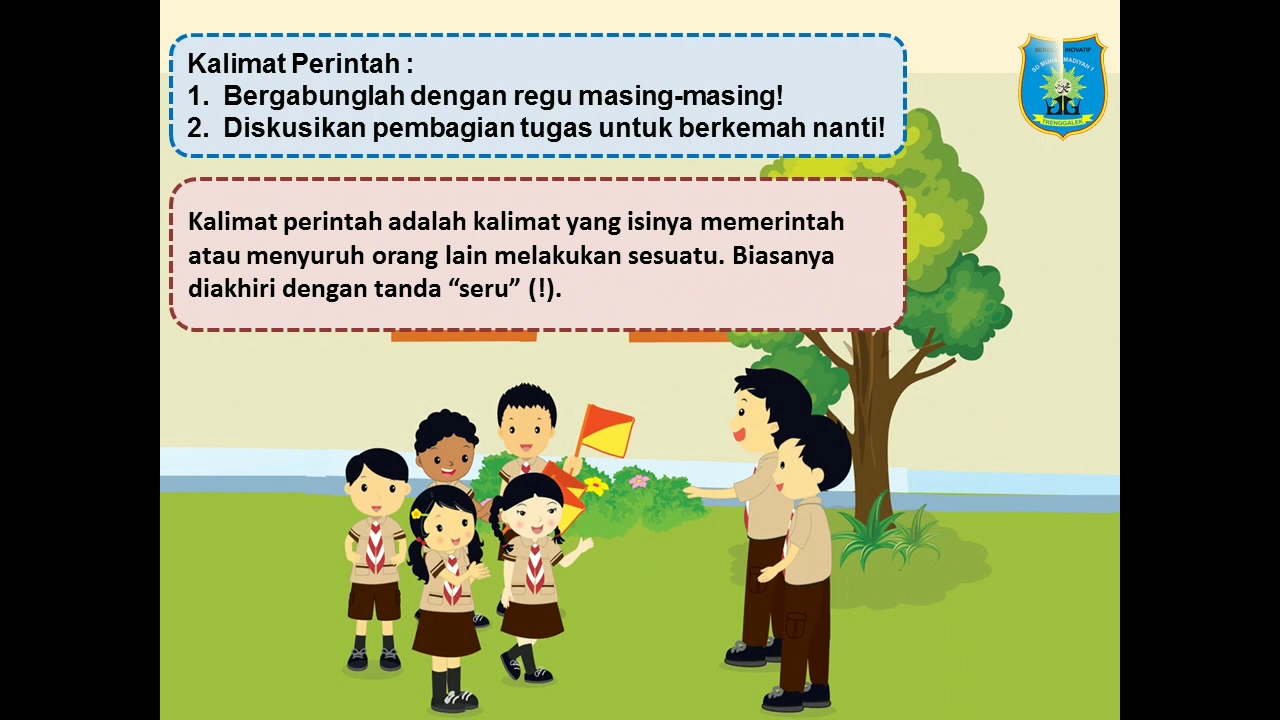 Kalimat Perintah :
1. Bergabunglah dengan regu masing-masing!
2. Diskusikan pembagian tugas untuk berkemah nanti!
INOVATIF
TRENGGALEK
Kalimat perintah adalah kalimat yang isinya memerintah
atau menyuruh orang lain melakukan sesuatu. Biasanya
diakhiri dengan tanda “seru” (!).